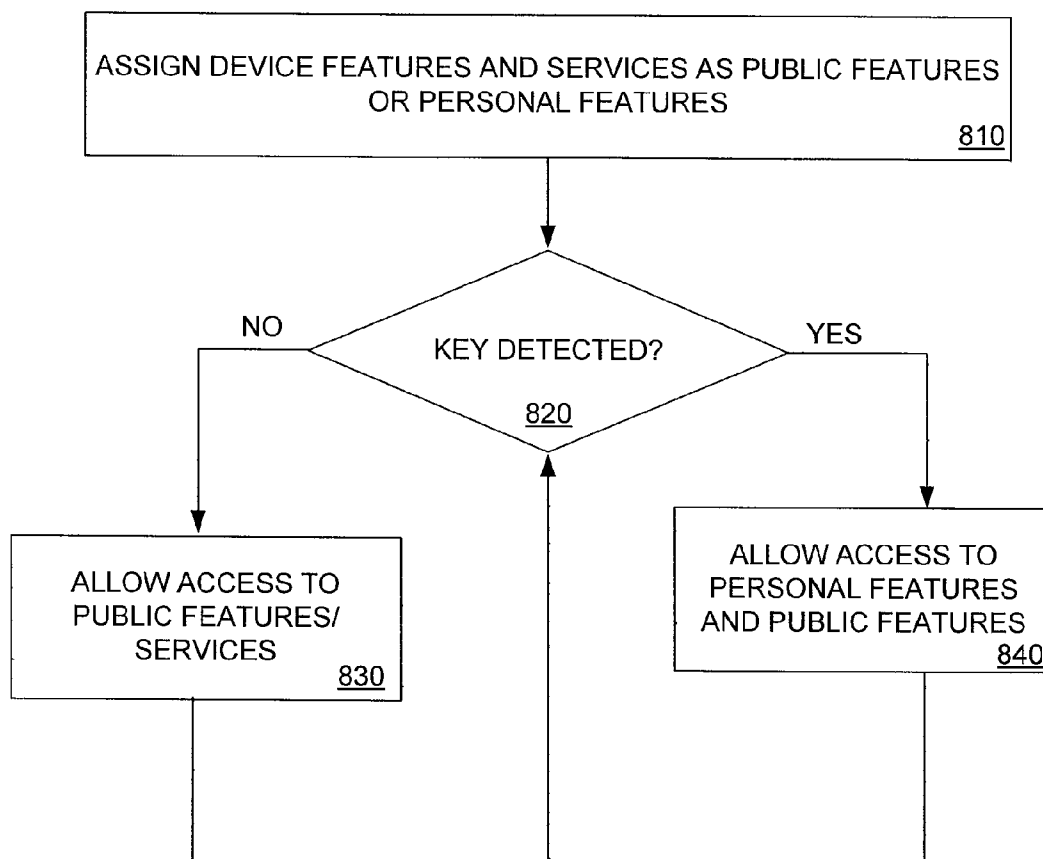 ASSIGN DEVICE FEATURES AND SERVICES AS PUBLIC FEATURES
OR PERSONAL FEATURES
810
NO
YES
KEY DETECTED?
820
ALLOW ACCESS TO
PUBLIC FEATURES/
SERVICES
830
ALLOW ACCESS TO
PERSONAL FEATURES
AND PUBLIC FEATURES
840